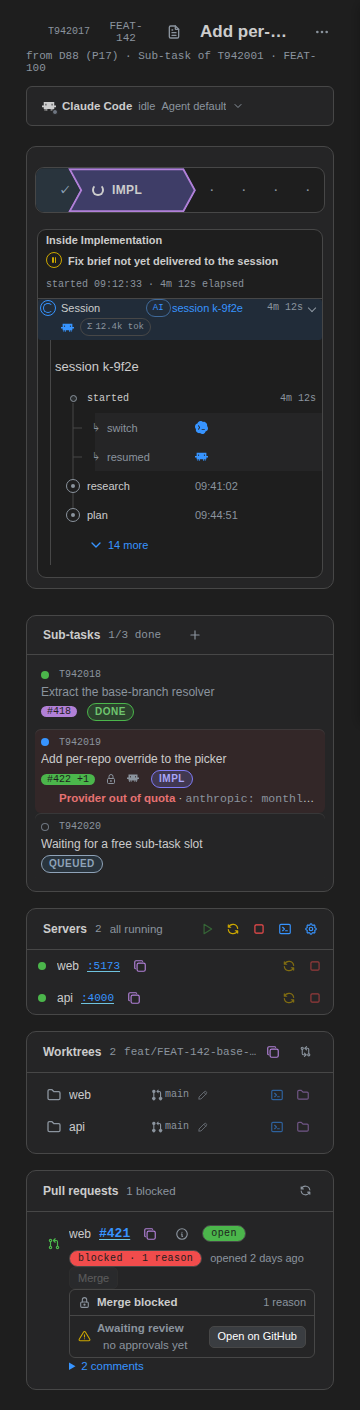 T942017 FEAT-142 Add per-…
from D88 (P17) · Sub-task of T942001 · FEAT-100
Claude Code idle Agent default
✓ IMPL
Inside Implementation
Fix brief not yet delivered to the session
started 09:12:33 · 4m 12s elapsed
Session AI session k-9f2e 4m 12s
Σ 12.4k tok
session k-9f2e
started 4m 12s
↳ switch
↳ resumed
research 09:41:02
plan 09:44:51
14 more
Sub-tasks 1/3 done
T942018
Extract the base-branch resolver
#418 DONE
T942019
Add per-repo override to the picker
#422 +1 IMPL
Provider out of quota · anthropic: monthl…
T942020
Waiting for a free sub-task slot
QUEUED
Servers 2 all running
web :5173
api :4000
Worktrees 2 feat/FEAT-142-base-…
web main
api main
Pull requests 1 blocked
web #421 open
blocked · 1 reason opened 2 days ago
Merge
Merge blocked 1 reason
Awaiting review
no approvals yet
Open on GitHub
2 comments